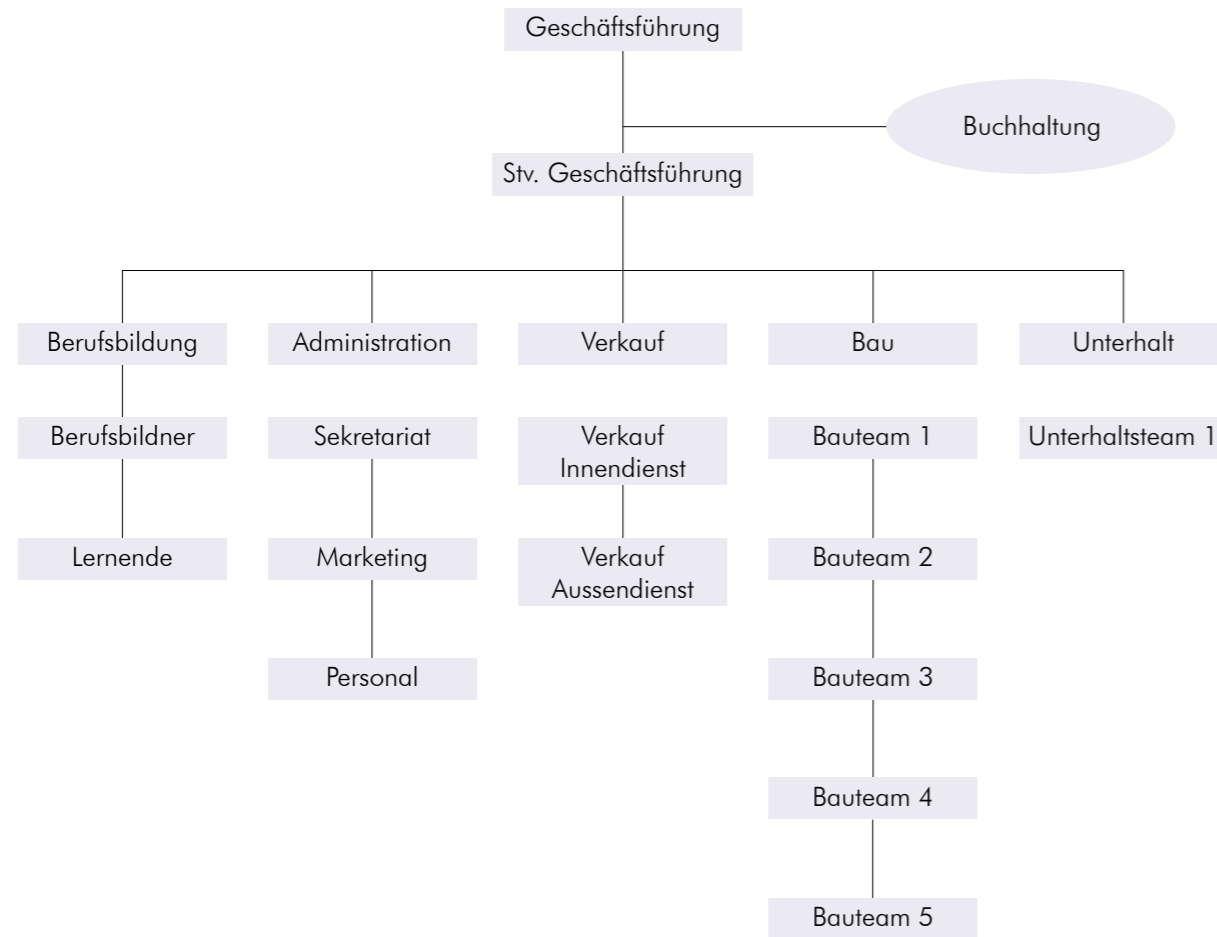 Geschäftsführung
Buchhaltung
Stv. Geschäftsführung
Berufsbildung
Administration
Verkauf
Bau
Unterhalt
Berufsbildner
Sekretariat
Verkauf
Innendienst
Bauteam 1
Unterhaltsteam 1
Lernende
Marketing
Verkauf
Aussendienst
Bauteam 2
Personal
Bauteam 3
Bauteam 4
Bauteam 5